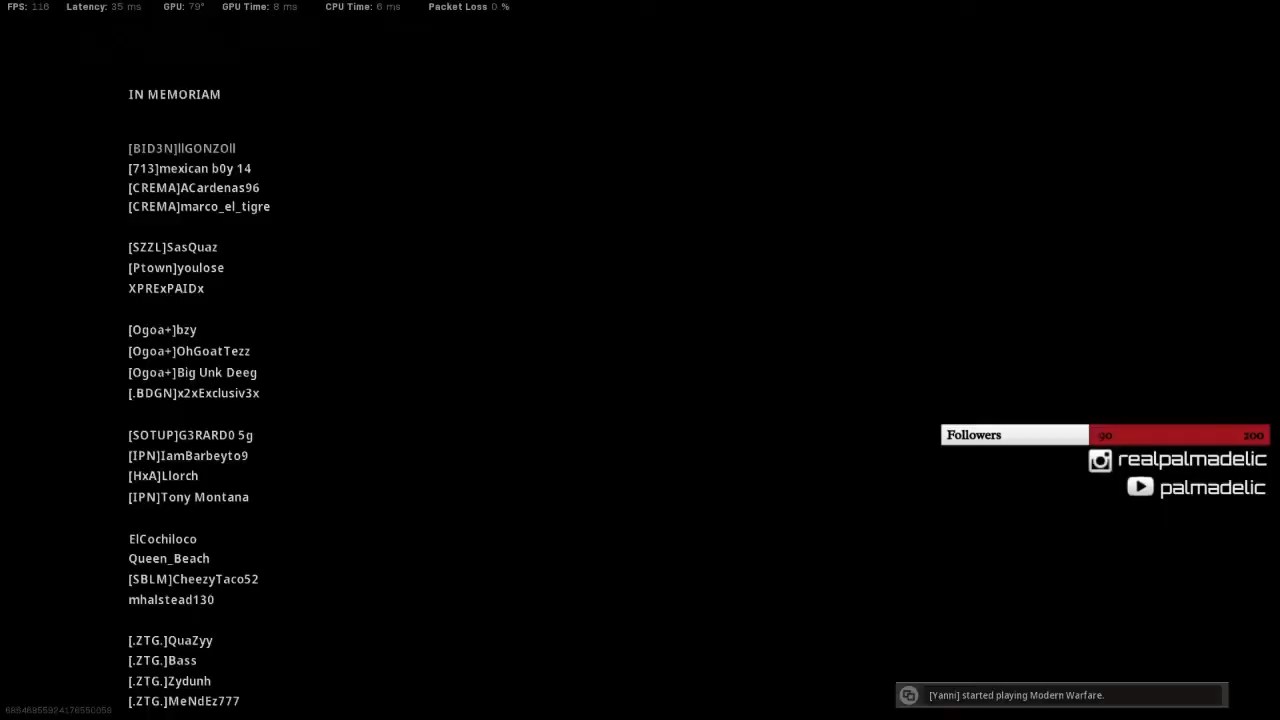 FPS: 116 Latency: 35 ms GPU: 79° GPU Time: 8 ms CPU Time: 6 ms Packet Loss 0 %
IN MEMORIAM
[BID3N]llGONZOll
[713]mexican b0y 14
[CREMA]ACardenas96
[CREMA]marco_el_tigre
[SZZL]SasQuaz
[Ptown]youlose
XPRExPAIDx
[Ogoa+]bzy
[Ogoa+]OhGoatTezz
[Ogoa+]Big Unk Deeg
[.BDGN]x2xExclusiv3x
Followers 90 200
[SOTUP]G3RARD0 5g
[IPN]IamBarbeyto9
realpalmadelic
[HxA]Llorch
palmadelic
[IPN]Tony Montana
ElCochiloco
Queen_Beach
[SBLM]CheezyTaco52
mhalstead130
[.ZTG.]QuaZyy
[.ZTG.]Bass
[.ZTG.]Zydunh
[.ZTG.]MeNdEz777
[Yanni] started playing Modern Warfare.